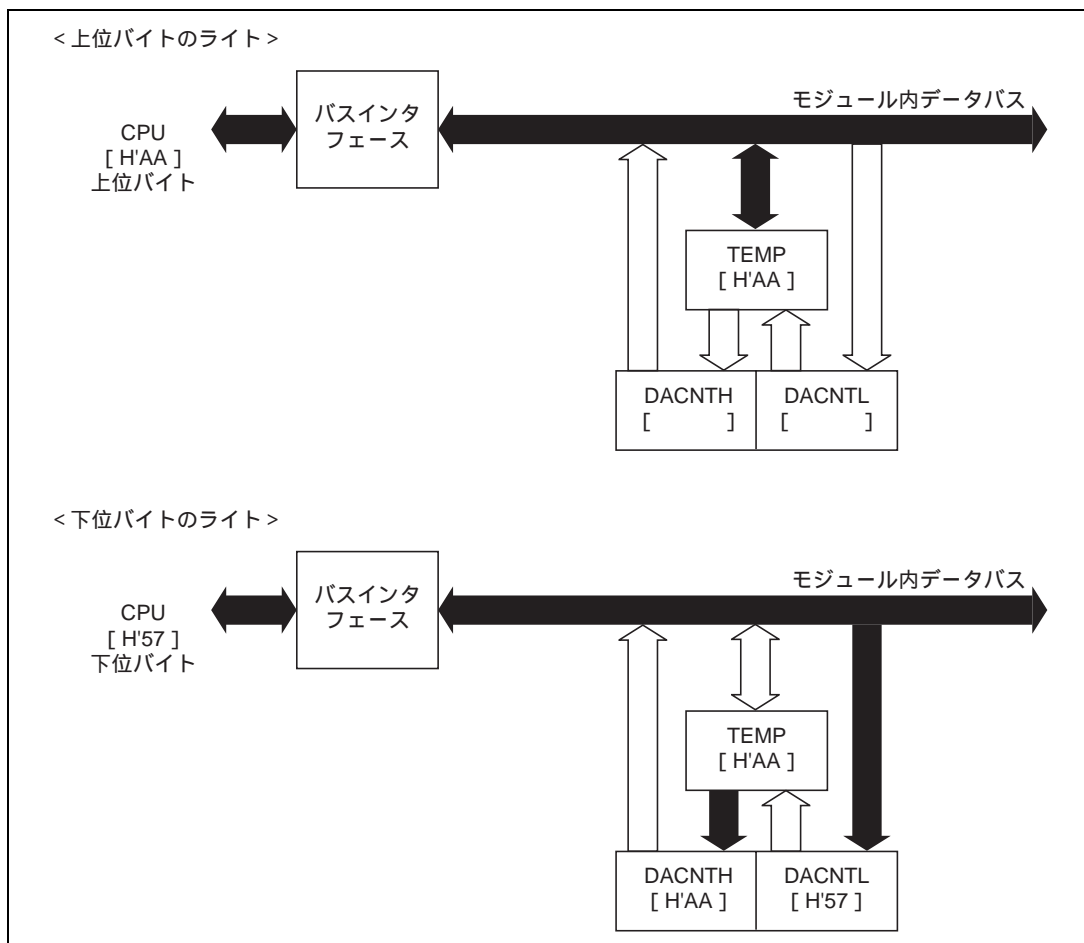 <上位バイトのライト>
モジュール内データバス
バスインタ
フェース
CPU
[ H'AA ]
上位バイト
TEMP
[ H'AA ]
DACNTH
[ ]
DACNTL
[ ]
<下位バイトのライト>
モジュール内データバス
バスインタ
フェース
CPU
[ H'57 ]
下位バイト
TEMP
[ H'AA ]
DACNTH
[ H'AA ]
DACNTL
[ H'57 ]